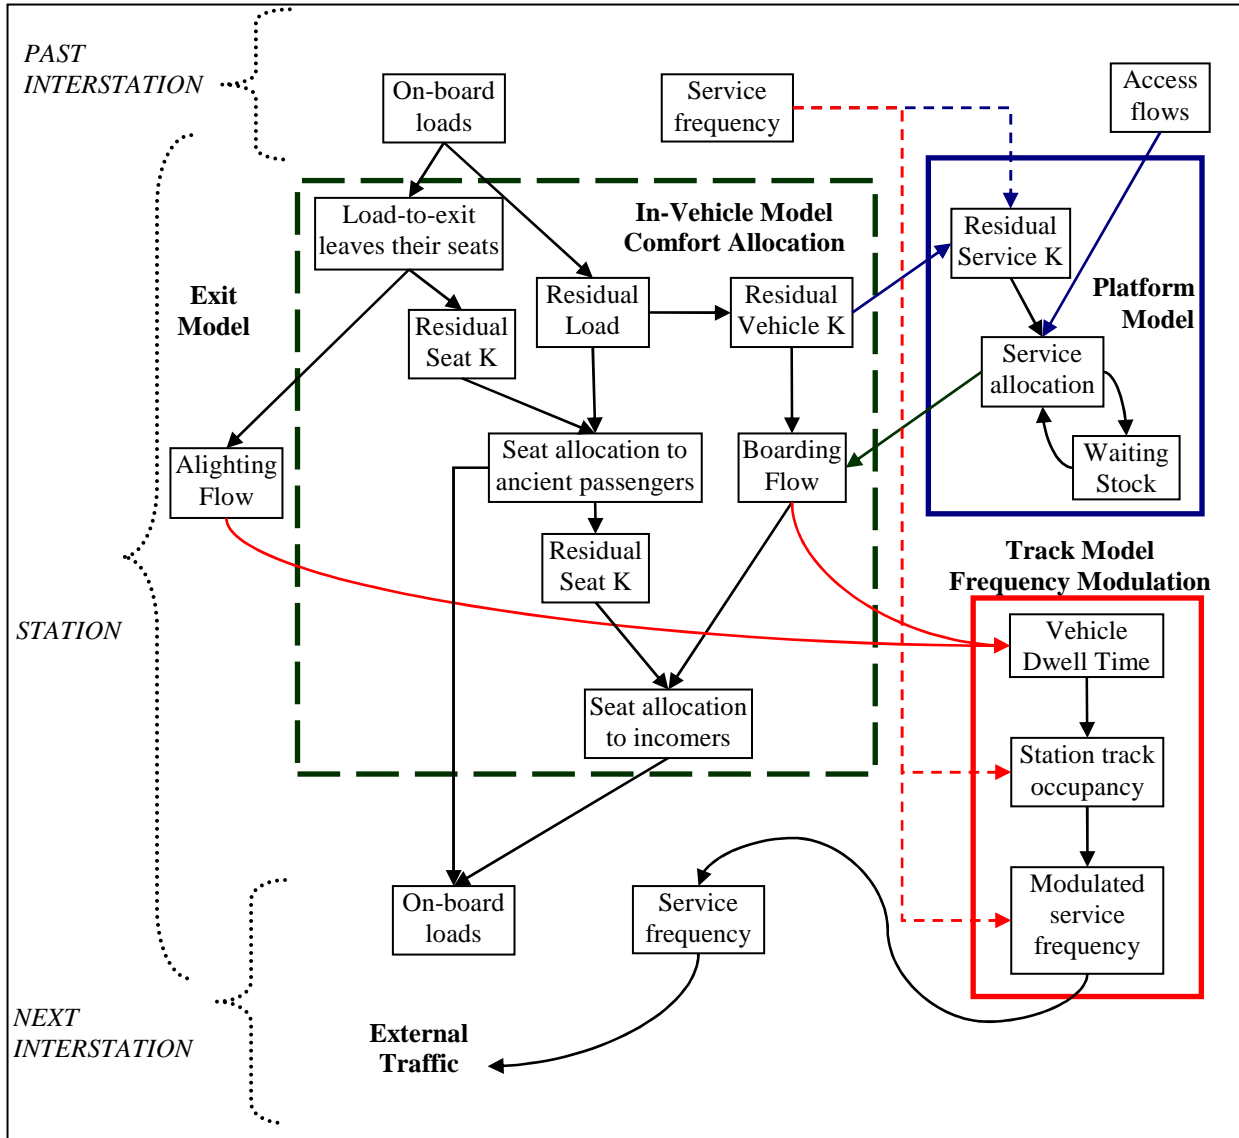 PAST
INTERSTATION
On-board
loads
Service
frequency
Access
flows
Load-to-exit
leaves their seats
In-Vehicle Model
Comfort Allocation
Residual
Service K
Exit
Model
Residual
Seat K
Residual
Load
Residual
Vehicle K
Platform
Model
Service
allocation
Alighting
Flow
Seat allocation to
ancient passengers
Boarding
Flow
Waiting
Stock
Residual
Seat K
Track Model
Frequency Modulation
STATION
Vehicle
Dwell Time
Seat allocation
to incomers
Station track
occupancy
On-board
loads
Service
frequency
Modulated
service
frequency
NEXT
INTERSTATION
External
Traffic